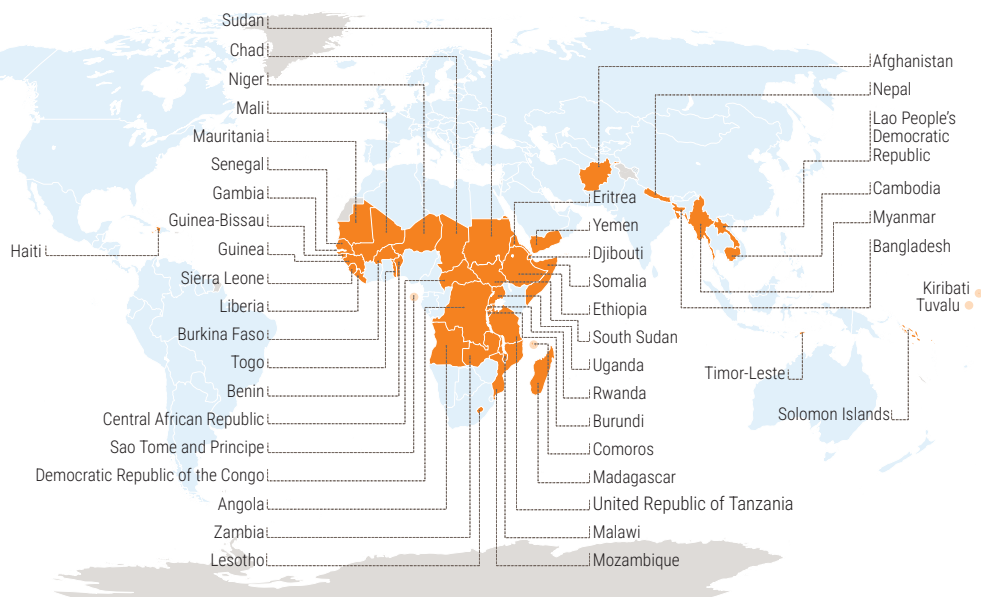 Sudan
Chad
Niger
Mali
Mauritania
Senegal
Gambia
Guinea-Bissau
Guinea
Haiti
Sierra Leone
Liberia
Burkina Faso
Togo
Benin
Central African Republic
Sao Tome and Principe
Democratic Republic of the Congo
Angola
Zambia
Lesotho
Eritrea
Yemen
Djibouti
Somalia
Ethiopia
South Sudan
Uganda
Rwanda
Burundi
Comoros
Madagascar
United Republic of Tanzania
Malawi
Mozambique
Afghanistan
Nepal
Lao People's
Democratic
Republic
Cambodia
Myanmar
Bangladesh
Kiribati
Tuvalu
Timor-Leste
Solomon Islands